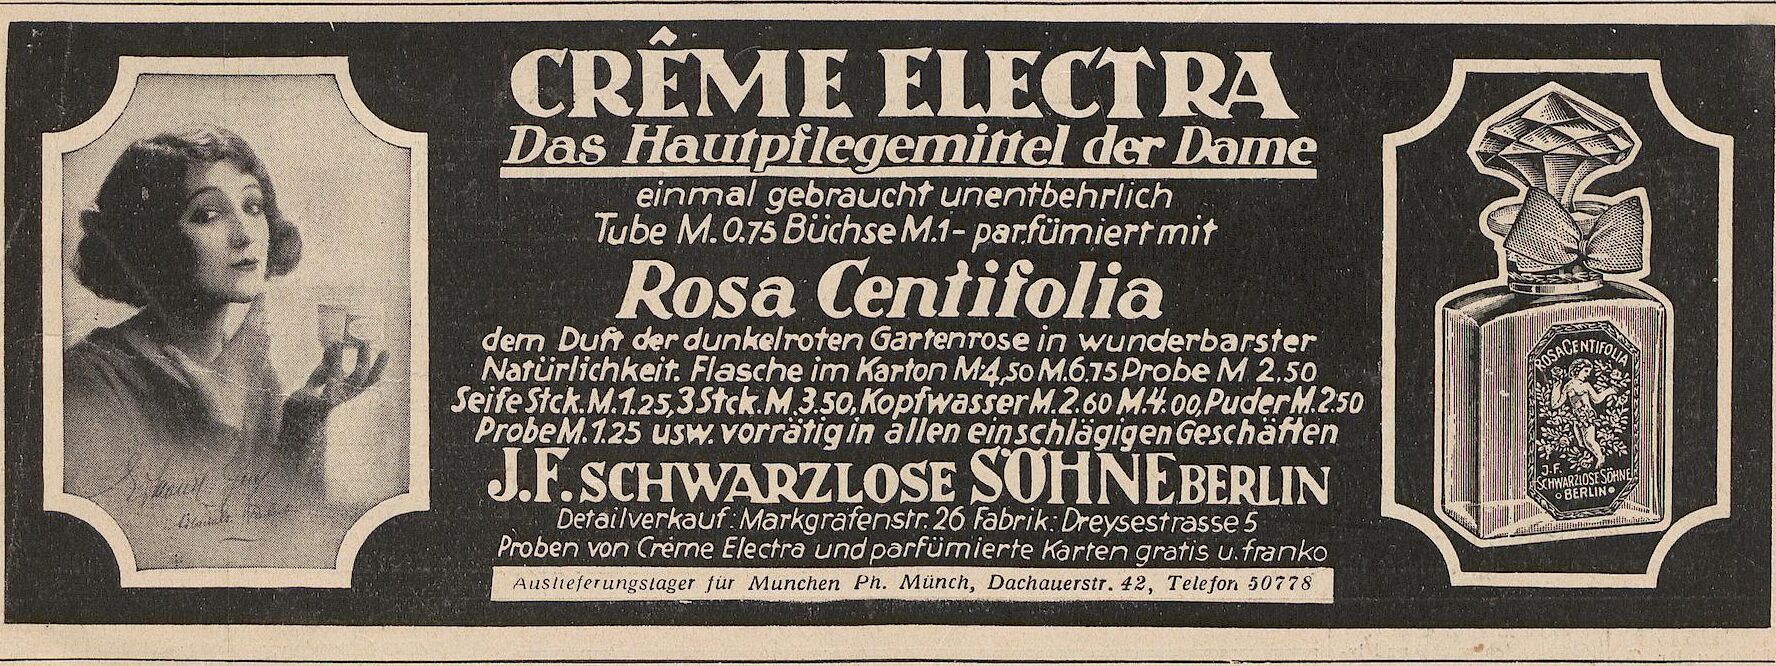 CRÊME ELECTRA
Das Hautpflegemittel der Dame
einmal gebraucht unentbehrlich
Tube M. 0.75 Büchse M. 1- parfümiert mit
Rosa Centifolia
dem Duft der dunkelroten Gartenrose in wunderbarster
Natürlichkeit. Flasche im Karton M. 4,50 M. 6.75 Probe M 2.50
Seife Stck. M. 1.25, 3 Stck. M. 3.50, Kopfwasser M. 2.60 M. 4.00, Puder M. 2.50
Probe M. 1.25 usw. vorrätig in allen einschlägigen Geschäften
J.F. SCHWARZLOSE SÖHNE BERLIN
Detailverkauf: Markgrafenstr. 26 Fabrik: Dreysestrasse 5
Proben von Crême Electra und parfümierte Karten gratis u. franko
Auslieferungslager für Munchen Ph. Münch, Dachauerstr. 42, Telefon 50778
ROSA CENTIFOLIA
J.F.
SCHWARZLOSE SÖHNE
BERLIN